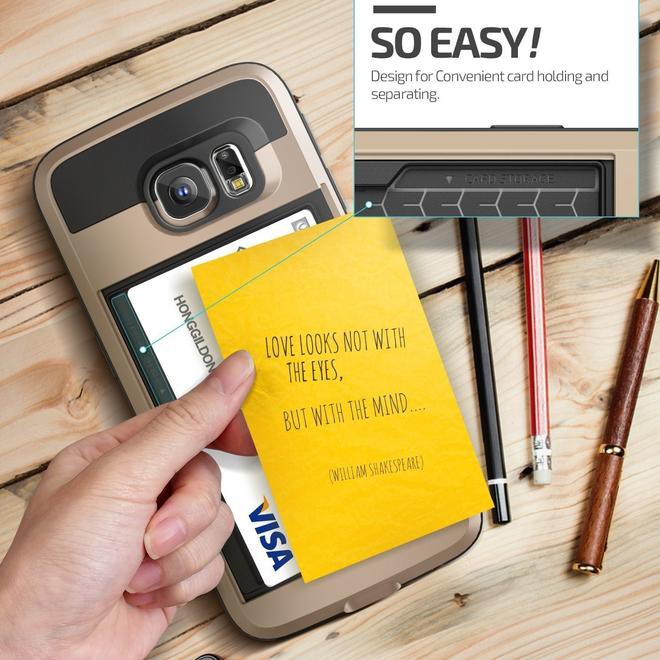 SO EASY!
Design for Convenient card holding and
separating.
CARD STORAGE
HONGGILDON
LOVE LOOKS NOT WITH
THE EYES,
BUT WITH THE MIND....
(WILLIAM SHAKESPEARE)
VISA